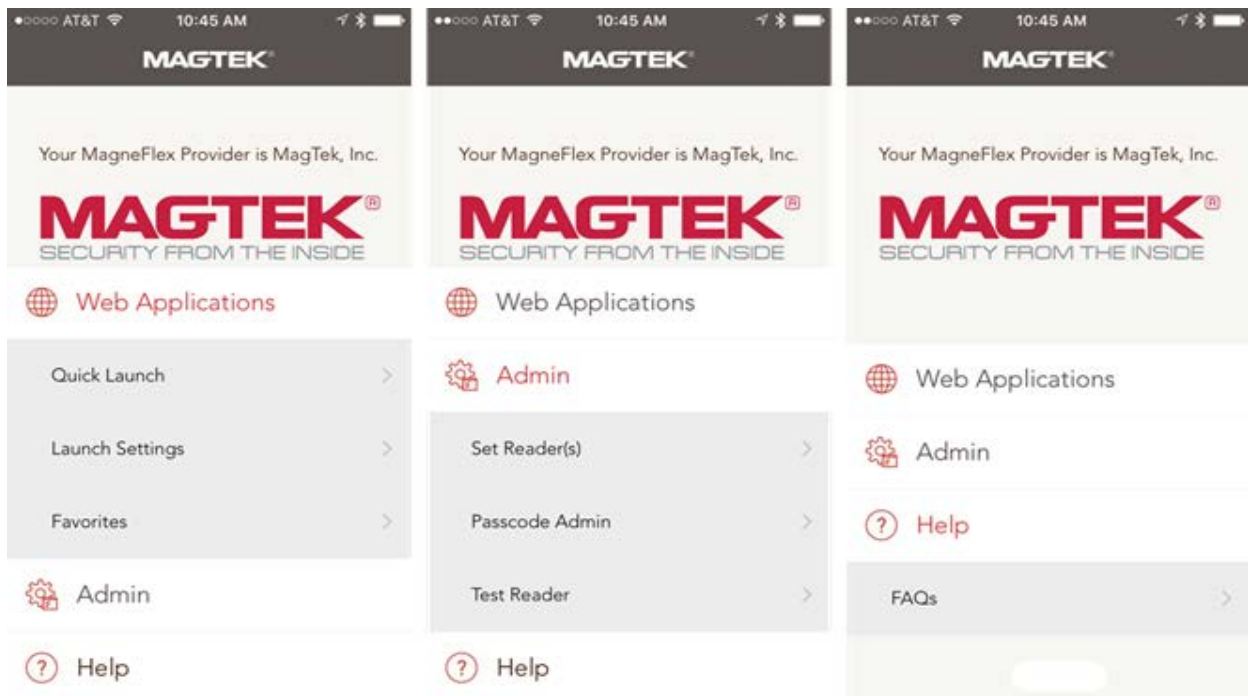 AT&T 10:45 AM
MAGTEK®
Your MagneFlex Provider is MagTek, Inc.
MAGTEK®
SECURITY FROM THE INSIDE
Web Applications
Quick Launch
Launch Settings
Favorites
Admin
Help
AT&T 10:45 AM
MAGTEK®
Your MagneFlex Provider is MagTek, Inc.
MAGTEK®
SECURITY FROM THE INSIDE
Web Applications
Admin
Set Reader(s)
Passcode Admin
Test Reader
Help
AT&T 10:45 AM
MAGTEK®
Your MagneFlex Provider is MagTek, Inc.
MAGTEK®
SECURITY FROM THE INSIDE
Web Applications
Admin
Help
FAQs